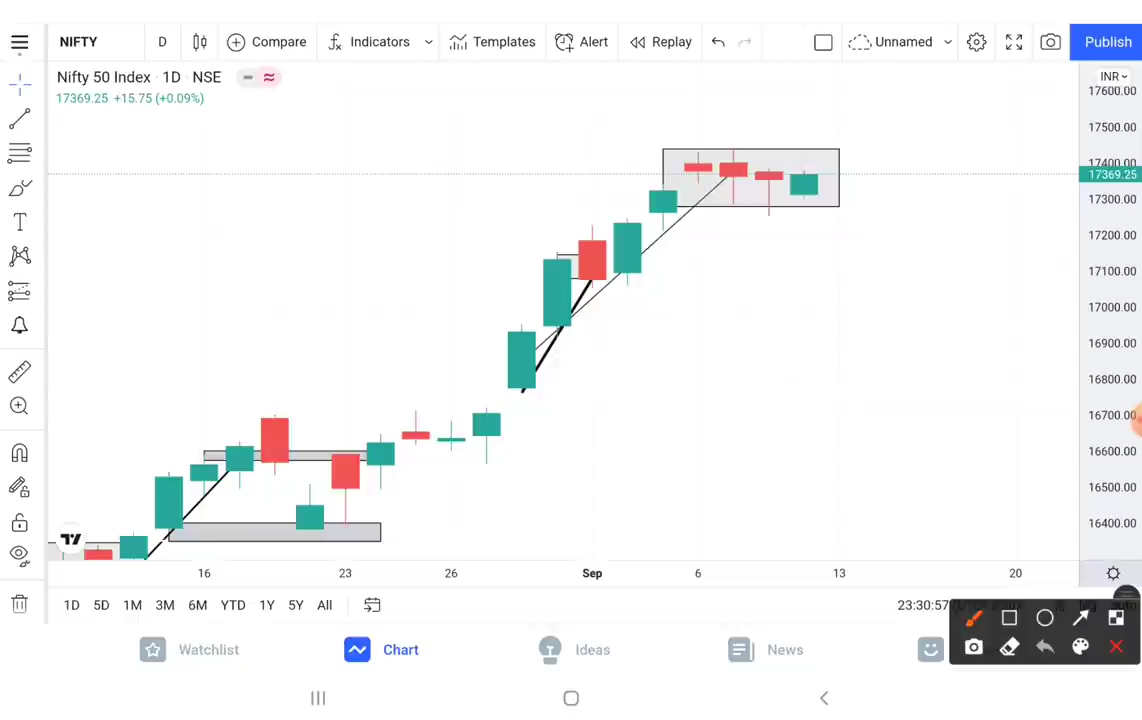 NIFTY D Compare Indicators Templates Alert Replay Unnamed Publish
Nifty 50 Index · 1D · NSE
17369.25 +15.75 (+0.09%)
INR
17600.00
17500.00
17400.00
17369.25
17300.00
17200.00
17100.00
17000.00
16900.00
16800.00
16700.00
16600.00
16500.00
16400.00
16 23 26 Sep 6 13 20
1D 5D 1M 3M 6M YTD 1Y 5Y All 23:30:57
Watchlist Chart Ideas News